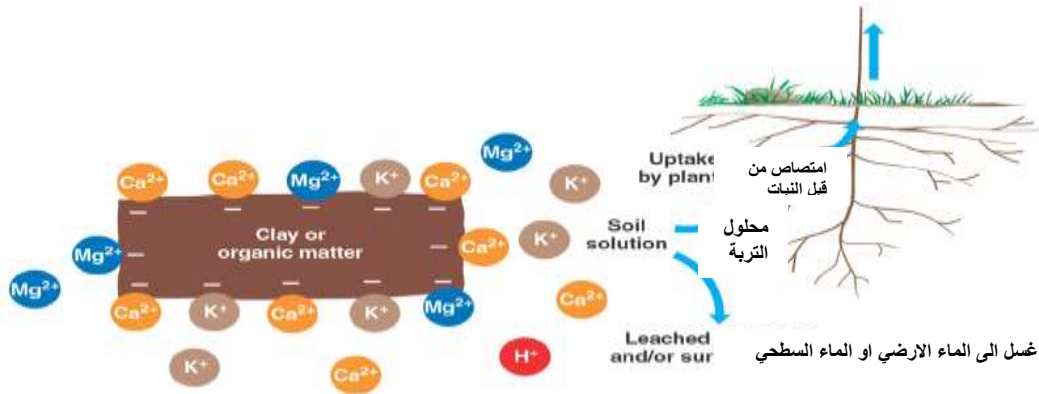 Mg²⁺
Ca²⁺ Ca²⁺ Mg²⁺ K⁺ Ca²⁺
K⁺
Uptake
by plant
امتصاص من
قبل النبات
Clay or
organic matter
Mg²⁺
Ca²⁺
K⁺
Soil
solution
محلول
التربة
Mg²⁺
Ca²⁺ K⁺ Ca²⁺ K⁺ Mg²⁺
Ca²⁺
K⁺
Ca²⁺
H⁺
Leached
and/or sur
غسل الى الماء الارضي او الماء السطحي